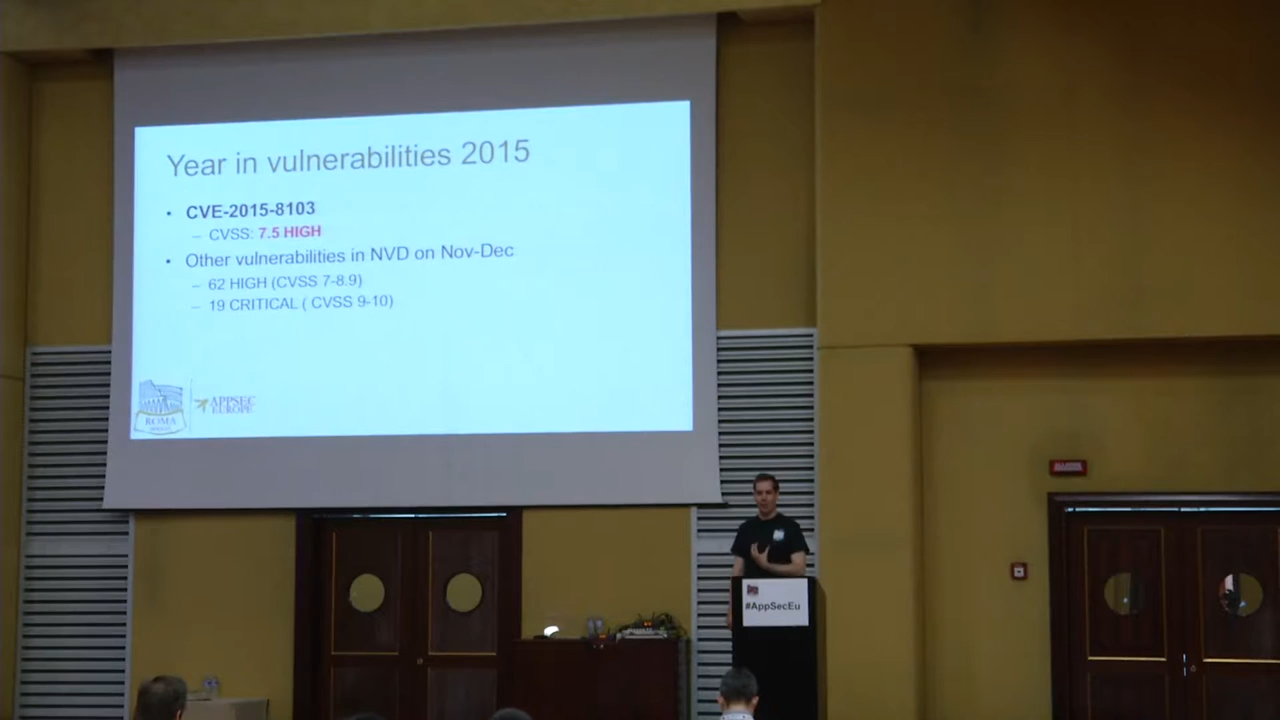 Year in vulnerabilities 2015
• CVE-2015-8103
– CVSS: 7.5 HIGH
• Other vulnerabilities in NVD on Nov-Dec
– 62 HIGH (CVSS 7-8.9)
– 19 CRITICAL ( CVSS 9-10)
ROMA
APPSEC
EUROPE
#AppSecEu